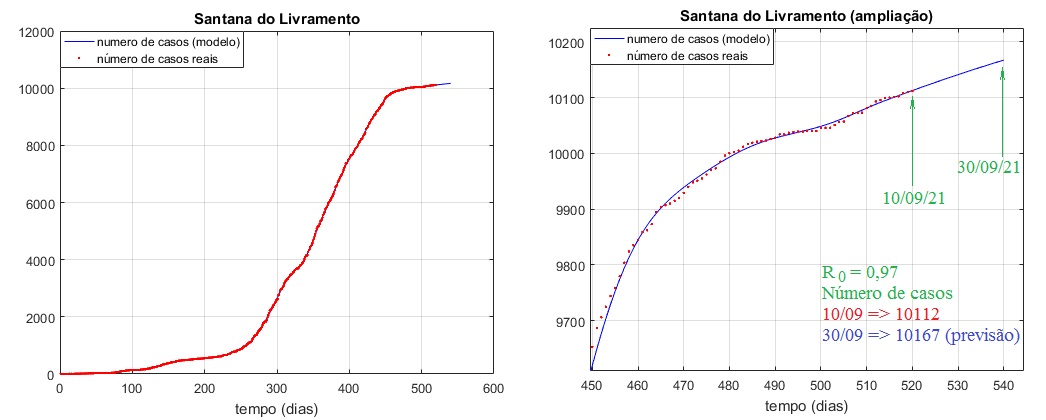 Santana do Livramento
12000
10000
8000
6000
4000
2000
0
0 100 200 300 400 500 600
tempo (dias)
numero de casos (modelo)
número de casos reais
Santana do Livramento (ampliação)
10200
10100
10000
9900
9800
9700
450 460 470 480 490 500 510 520 530 540
tempo (dias)
numero de casos (modelo)
número de casos reais
30/09/21
10/09/21
R 0 = 0,97
Número de casos
10/09 => 10112
30/09 => 10167 (previsão)